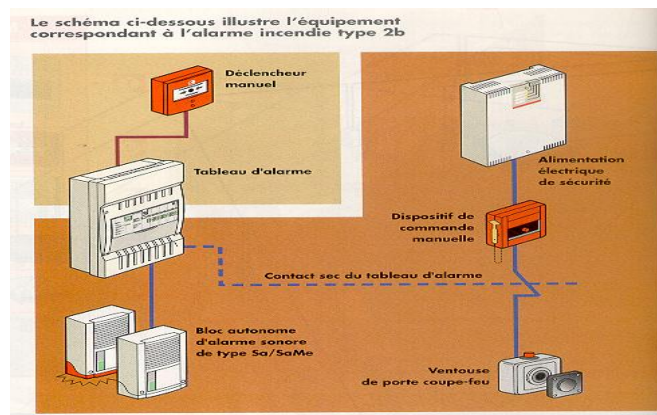 Le schéma ci-dessous illustre l'équipement
correspondant à l'alarme incendie type 2b
Déclencheur
manuel
Tableau d'alarme
Alimentation
électrique
de sécurité
Dispositif de
commande
manuelle
Contact sec du tableau d'alarme
Bloc autonome
d'alarme sonore
de type Sa/SaMe
Ventouse
de porte coupe-feu